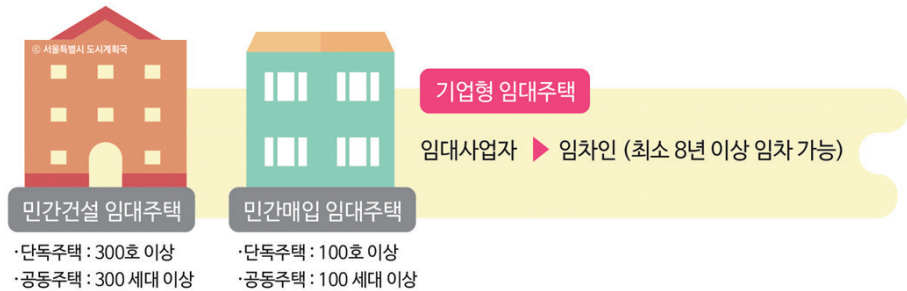 ⓒ 서울특별시 도시계획국
기업형 임대주택
임대사업자 ▶ 임차인 (최소 8년 이상 임차 가능)
민간건설 임대주택
·단독주택 : 300호 이상
·공동주택 : 300 세대 이상
민간매입 임대주택
·단독주택 : 100호 이상
·공동주택 : 100 세대 이상